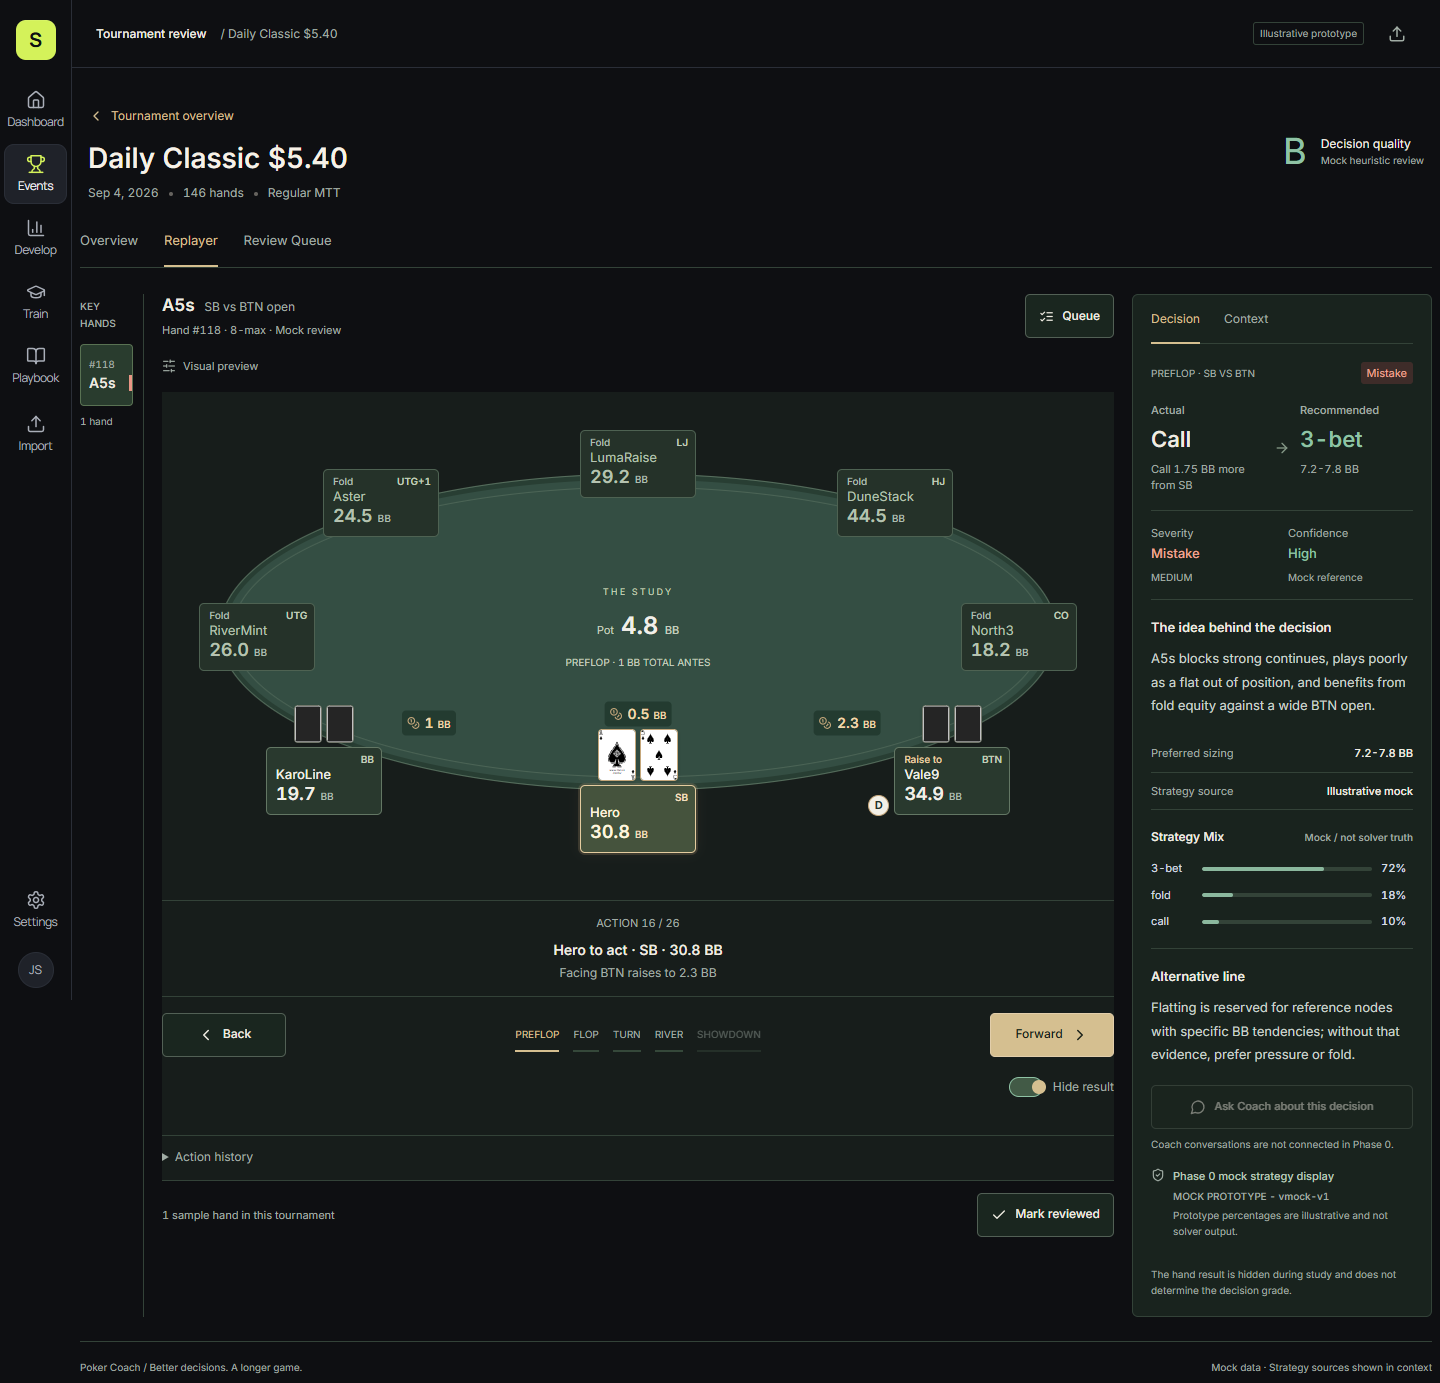 S
Dashboard
Events
Develop
Train
Playbook
Import
Settings
JS
Tournament review / Daily Classic $5.40
Illustrative prototype
Tournament overview
Daily Classic $5.40
Sep 4, 2026 • 146 hands • Regular MTT
B
Decision quality
Mock heuristic review
Overview Replayer Review Queue
KEY
HANDS
#118
A5s
1 hand
A5s SB vs BTN open
Hand #118 · 8-max · Mock review
Queue
Visual preview
Fold LJ
LumaRaise
29.2 BB
Fold UTG+1
Aster
24.5 BB
Fold HJ
DuneStack
44.5 BB
Fold UTG
RiverMint
26.0 BB
THE STUDY
Pot 4.8 BB
PREFLOP · 1 BB TOTAL ANTES
Fold CO
North3
18.2 BB
1 BB
0.5 BB
2.3 BB
BB
KaroLine
19.7 BB
SB
Hero
30.8 BB
D
Raise to BTN
Vale9
34.9 BB
ACTION 16 / 26
Hero to act · SB · 30.8 BB
Facing BTN raises to 2.3 BB
Back
PREFLOP FLOP TURN RIVER SHOWDOWN
Forward
Hide result
Action history
1 sample hand in this tournament
Mark reviewed
Decision Context
PREFLOP · SB VS BTN
Mistake
Actual
Call
Call 1.75 BB more
from SB
Recommended
3-bet
7.2-7.8 BB
Severity
Mistake
MEDIUM
Confidence
High
Mock reference
The idea behind the decision
A5s blocks strong continues, plays poorly
as a flat out of position, and benefits from
fold equity against a wide BTN open.
Preferred sizing 7.2-7.8 BB
Strategy source Illustrative mock
Strategy Mix Mock / not solver truth
3-bet 72%
fold 18%
call 10%
Alternative line
Flatting is reserved for reference nodes
with specific BB tendencies; without that
evidence, prefer pressure or fold.
Ask Coach about this decision
Coach conversations are not connected in Phase 0.
Phase 0 mock strategy display
MOCK PROTOTYPE - vmock-v1
Prototype percentages are illustrative and not
solver output.
The hand result is hidden during study and does not
determine the decision grade.
Poker Coach / Better decisions. A longer game.
Mock data · Strategy sources shown in context